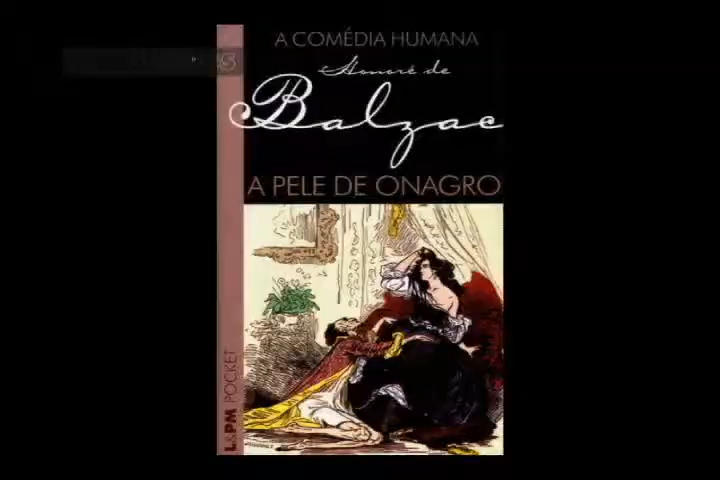 A COMÉDIA HUMANA
Honoré de
Balzac
A PELE DE ONAGRO
L&PM POCKET